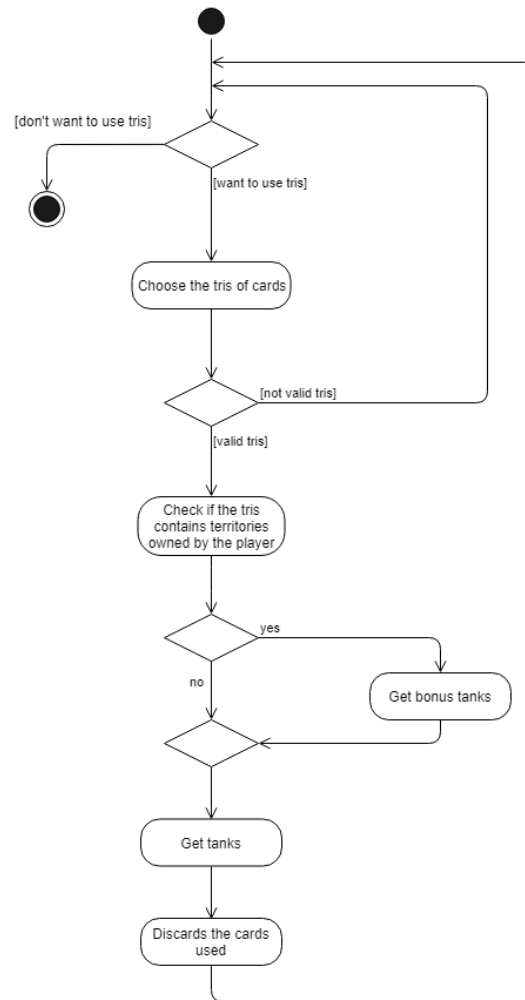 [don't want to use tris]
[want to use tris]
Choose the tris of cards
[not valid tris]
[valid tris]
Check if the tris
contains territories
owned by the player
yes
no
Get bonus tanks
Get tanks
Discards the cards
used